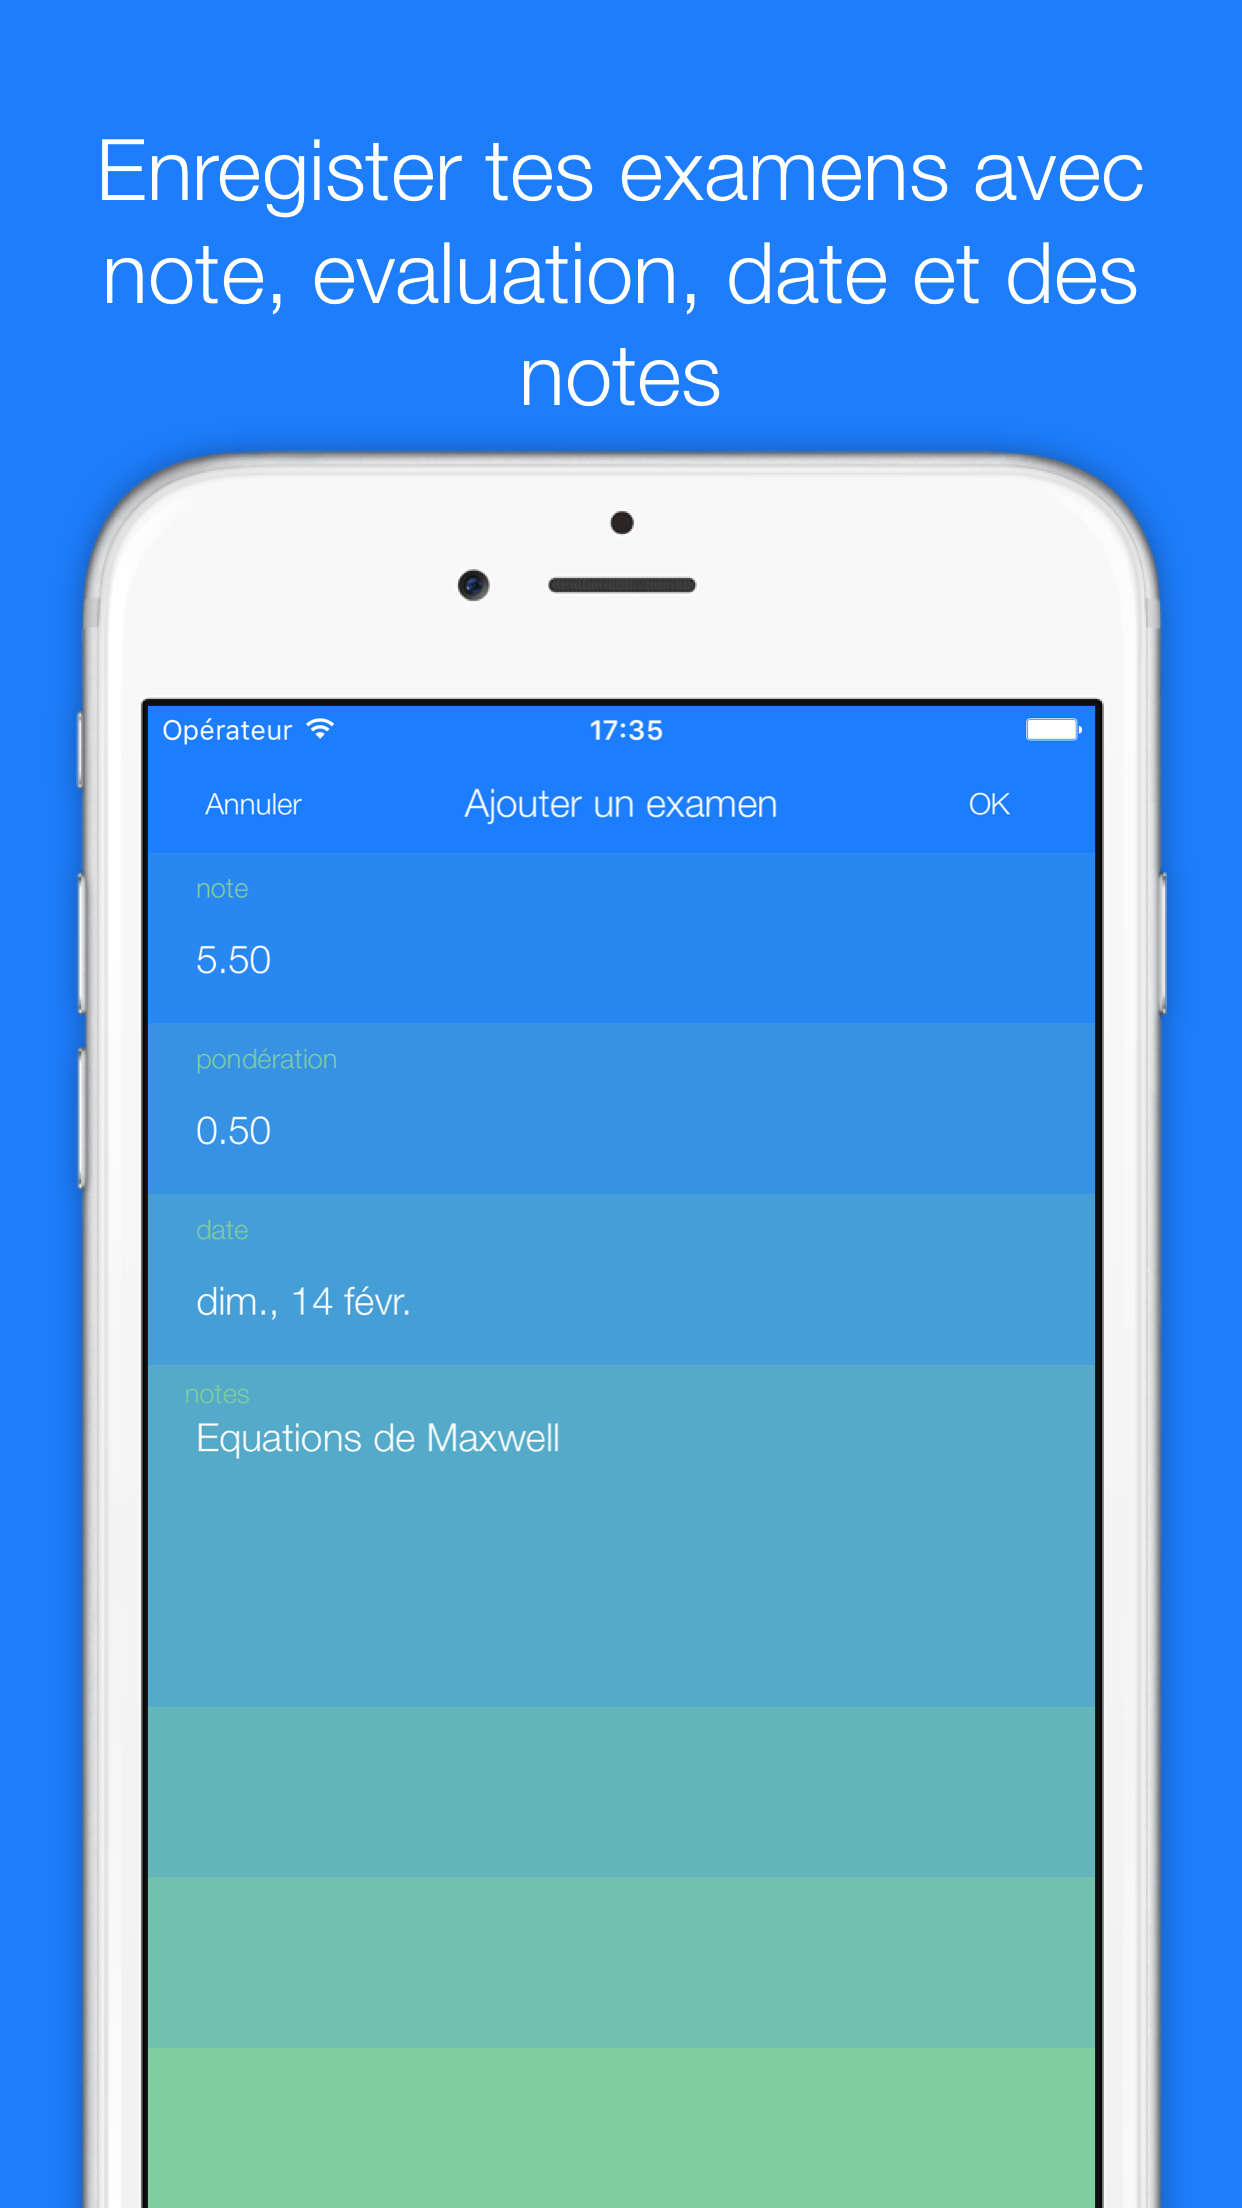 Enregister tes examens avec
note, evaluation, date et des
notes
Opérateur 17:35
Annuler Ajouter un examen OK
note
5.50
pondération
0.50
date
dim., 14 févr.
notes
Equations de Maxwell